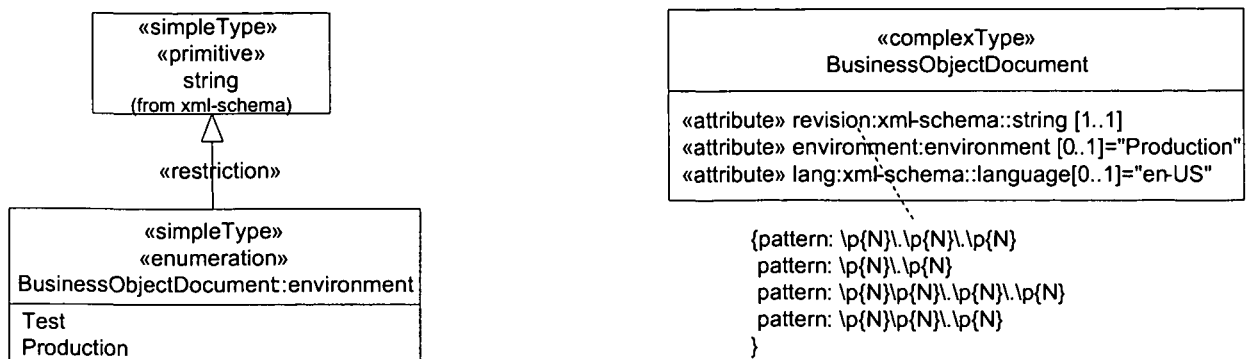 «simpleType»
«primitive»
string
(from xml-schema)
«restriction»
«simpleType»
«enumeration»
BusinessObjectDocument::environment
Test
Production
«complexType»
BusinessObjectDocument
«attribute» revision:xml-schema::string [1..1]
«attribute» environment:environment [0..1]="Production"
«attribute» lang:xml-schema::language[0..1]="en-US"
{pattern: \p{N}\.\p{N}\.\p{N}
pattern: \p{N}\.\p{N}
pattern: \p{N}\p{N}\.\p{N}\.\p{N}
pattern: \p{N}\p{N}\.\p{N}
}